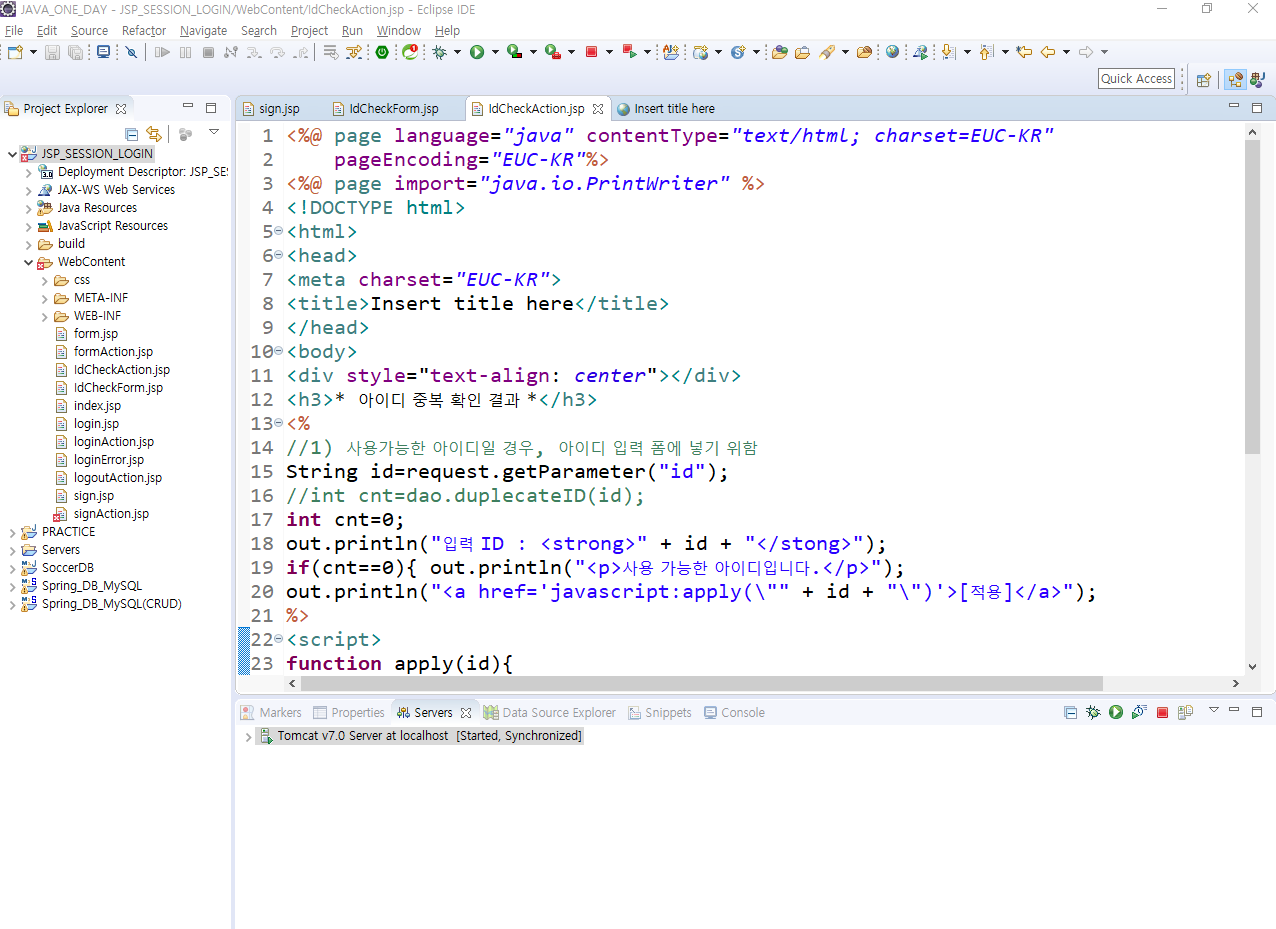 JAVA_ONE_DAY - JSP_SESSION_LOGIN/WebContent/IdCheckAction.jsp - Eclipse IDE
File Edit Source Refactor Navigate Search Project Run Window Help
Quick Access
Project Explorer
JSP_SESSION_LOGIN
Deployment Descriptor: JSP_SE
JAX-WS Web Services
Java Resources
JavaScript Resources
build
WebContent
css
META-INF
WEB-INF
form.jsp
formAction.jsp
IdCheckAction.jsp
IdCheckForm.jsp
index.jsp
login.jsp
loginAction.jsp
loginError.jsp
logoutAction.jsp
sign.jsp
signAction.jsp
PRACTICE
Servers
SoccerDB
Spring_DB_MySQL
Spring_DB_MySQL(CRUD)
sign.jsp IdCheckForm.jsp IdCheckAction.jsp Insert title here
1 <%@ page language="java" contentType="text/html; charset=EUC-KR"
2     pageEncoding="EUC-KR"%>
3 <%@ page import="java.io.PrintWriter" %>
4 <!DOCTYPE html>
5 <html>
6 <head>
7 <meta charset="EUC-KR">
8 <title>Insert title here</title>
9 </head>
10 <body>
11 <div style="text-align: center"></div>
12 <h3>* 아이디 중복 확인 결과 *</h3>
13 <%
14 //1) 사용가능한 아이디일 경우, 아이디 입력 폼에 넣기 위함
15 String id=request.getParameter("id");
16 //int cnt=dao.duplecateID(id);
17 int cnt=0;
18 out.println("입력 ID : <strong>" + id + "</stong>");
19 if(cnt==0){ out.println("<p>사용 가능한 아이디입니다.</p>");
20 out.println("<a href='javascript:apply(\"" + id + "\")'>[적용]</a>");
21 %>
22 <script>
23 function apply(id){
Markers Properties Servers Data Source Explorer Snippets Console
Tomcat v7.0 Server at localhost [Started, Synchronized]